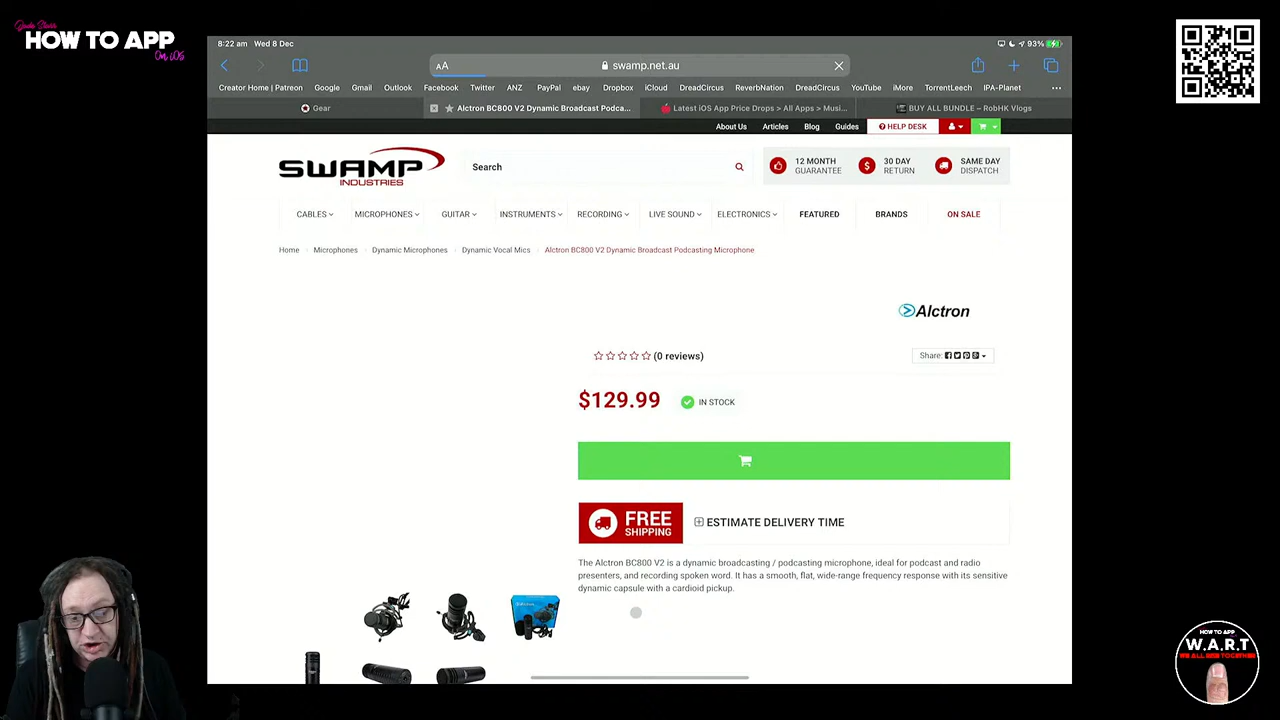 Jade Starr's
HOW TO APP
On iOS
8:22 am Wed 8 Dec
93%
AA
swamp.net.au
Creator Home | Patreon Google Gmail Outlook Facebook Twitter ANZ PayPal ebay Dropbox iCloud DreadCircus ReverbNation DreadCircus YouTube iMore TorrentLeech IPA-Planet ...
Gear
Alctron BC800 V2 Dynamic Broadcast Podca...
Latest iOS App Price Drops > All Apps > Musi...
BUY ALL BUNDLE – RobHK Vlogs
About Us Articles Blog Guides HELP DESK
SWAMP
INDUSTRIES
Search
12 MONTH
GUARANTEE
30 DAY
RETURN
SAME DAY
DISPATCH
CABLES MICROPHONES GUITAR INSTRUMENTS RECORDING LIVE SOUND ELECTRONICS FEATURED BRANDS ON SALE
Home Microphones Dynamic Microphones Dynamic Vocal Mics Alctron BC800 V2 Dynamic Broadcast Podcasting Microphone
Alctron
(0 reviews)
Share:
$129.99 IN STOCK
FREE
SHIPPING
ESTIMATE DELIVERY TIME
The Alctron BC800 V2 is a dynamic broadcasting / podcasting microphone, ideal for podcast and radio
presenters, and recording spoken word. It has a smooth, flat, wide-range frequency response with its sensitive
dynamic capsule with a cardioid pickup.
HOW TO APP
W.A.R.T